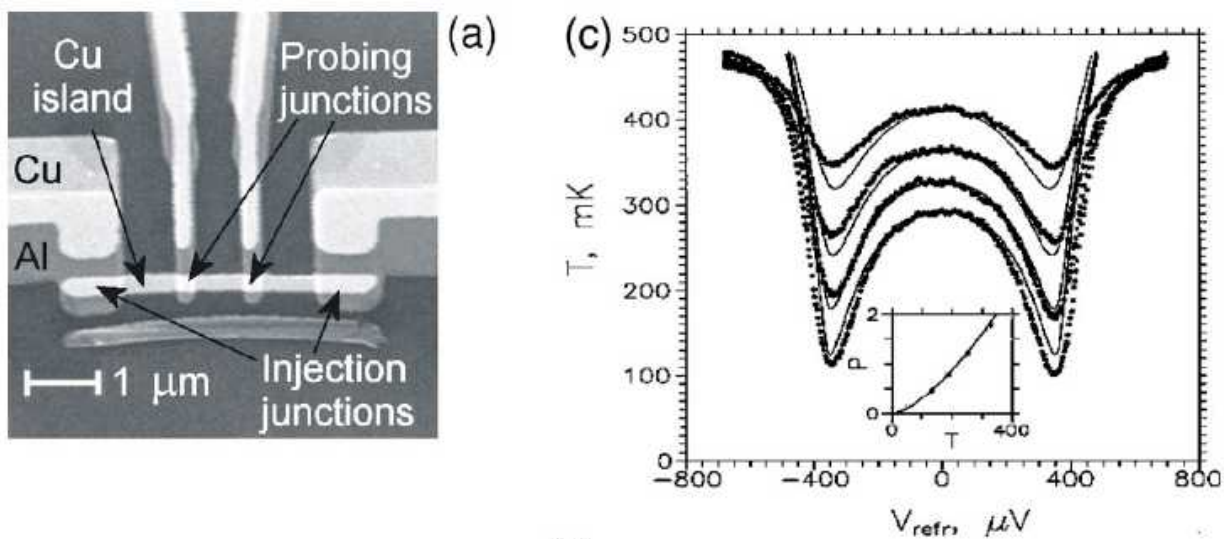 (a)
Cu
island
Probing
junctions
Cu
Al
1 μm
Injection
junctions
(c)
500
400
300
200
100
0
T, mK
-800
-400
0
400
800
V_refr, μV
2
P
0
0
T
400